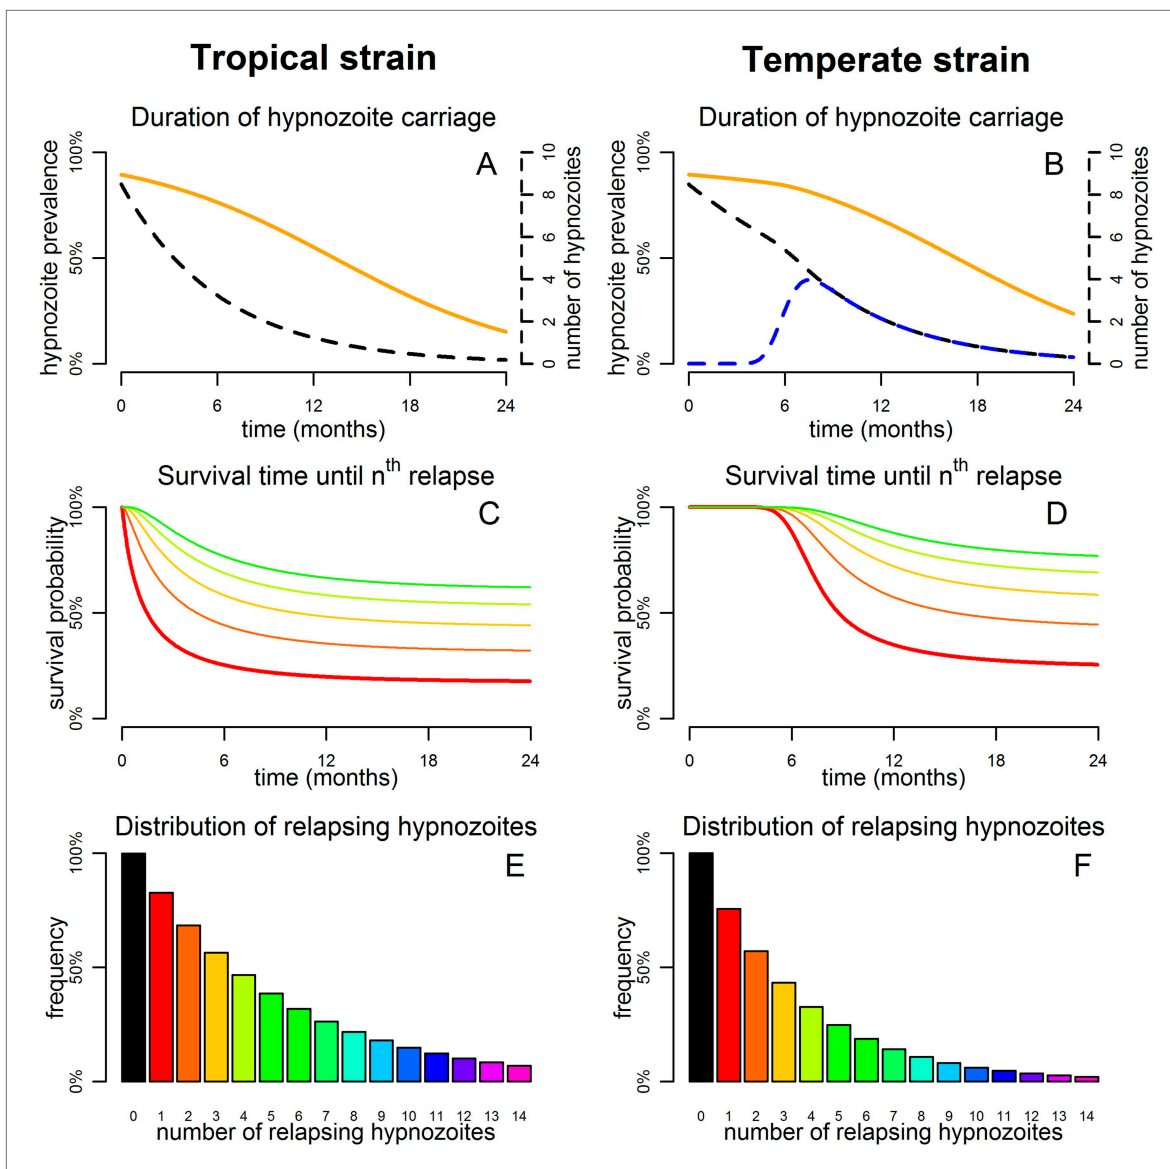 Tropical strain
Temperate strain
Duration of hypnozoite carriage
Duration of hypnozoite carriage
A
hypnozoite prevalence
0% 50% 100%
number of hypnozoites
0 2 4 6 8 10
0 6 12 18 24
time (months)
B
hypnozoite prevalence
0% 50% 100%
number of hypnozoites
0 2 4 6 8 10
0 6 12 18 24
time (months)
Survival time until nth relapse
C
survival probability
0% 50% 100%
0 6 12 18 24
time (months)
Survival time until nth relapse
D
survival probability
0% 50% 100%
0 6 12 18 24
time (months)
Distribution of relapsing hypnozoites
E
frequency
0% 50% 100%
0 1 2 3 4 5 6 7 8 9 10 11 12 13 14
number of relapsing hypnozoites
Distribution of relapsing hypnozoites
F
frequency
0% 50% 100%
0 1 2 3 4 5 6 7 8 9 10 11 12 13 14
number of relapsing hypnozoites